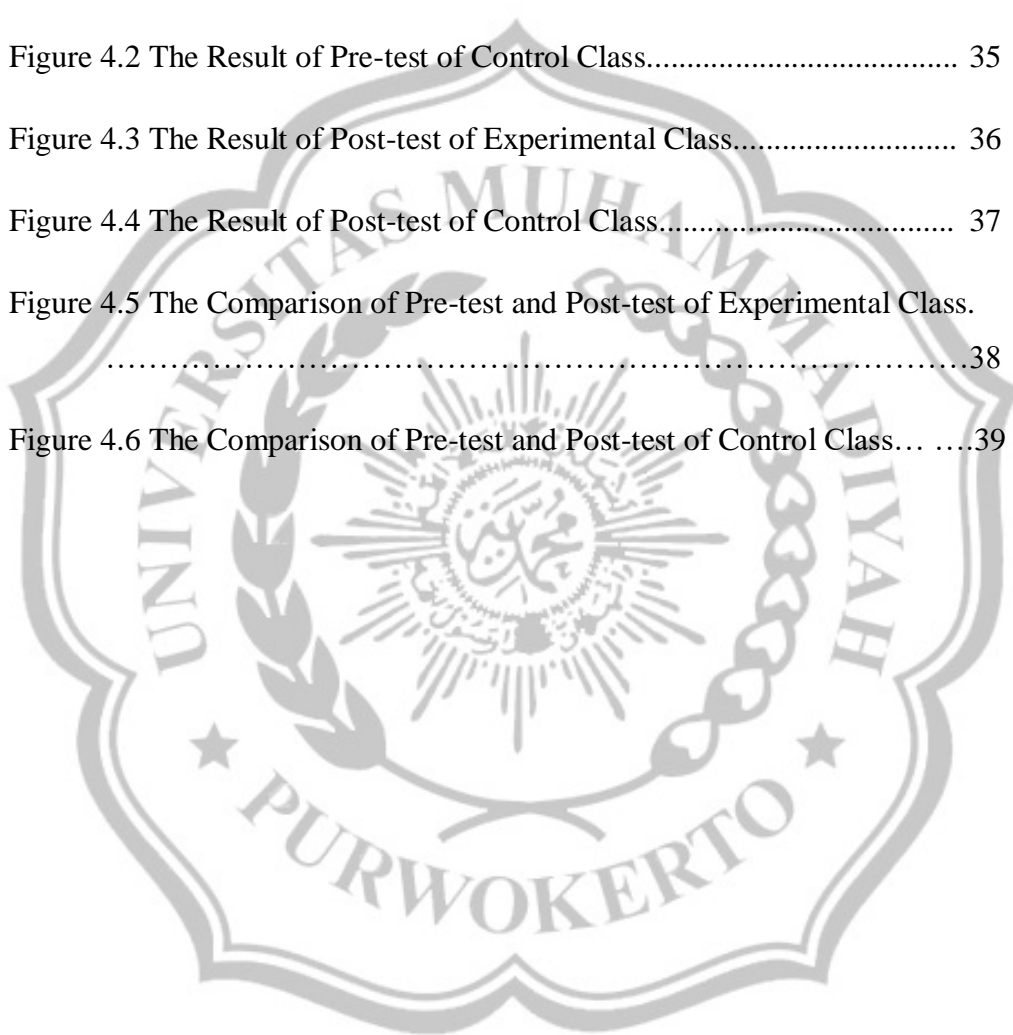 Figure 4.2 The Result of Pre-test of Control Class..................................... 35
Figure 4.3 The Result of Post-test of Experimental Class.......................... 36
Figure 4.4 The Result of Post-test of Control Class................................... 37
Figure 4.5 The Comparison of Pre-test and Post-test of Experimental Class.
………………………………………………………………………38
Figure 4.6 The Comparison of Pre-test and Post-test of Control Class… ….39
UNIVERSITAS MUHAMMADIYAH
PURWOKERTO